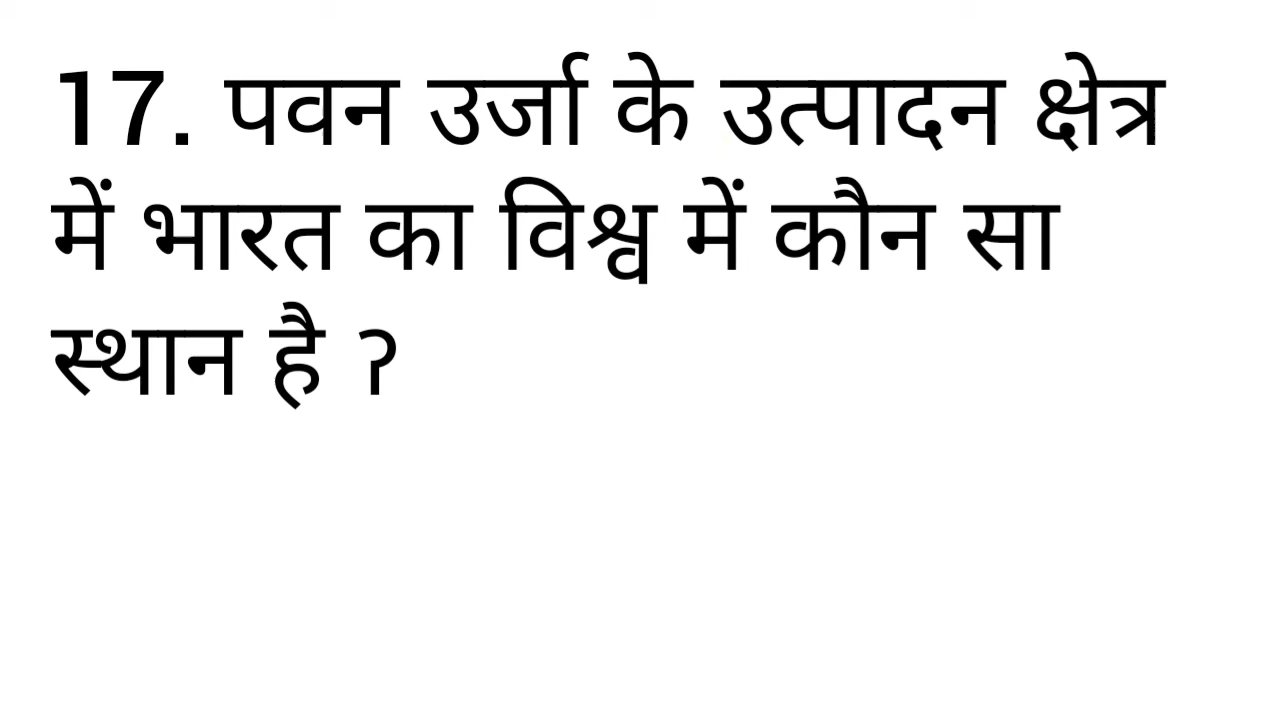 17. पवन उर्जा के उत्पादन क्षेत्र
में भारत का विश्व में कौन सा
स्थान है ?